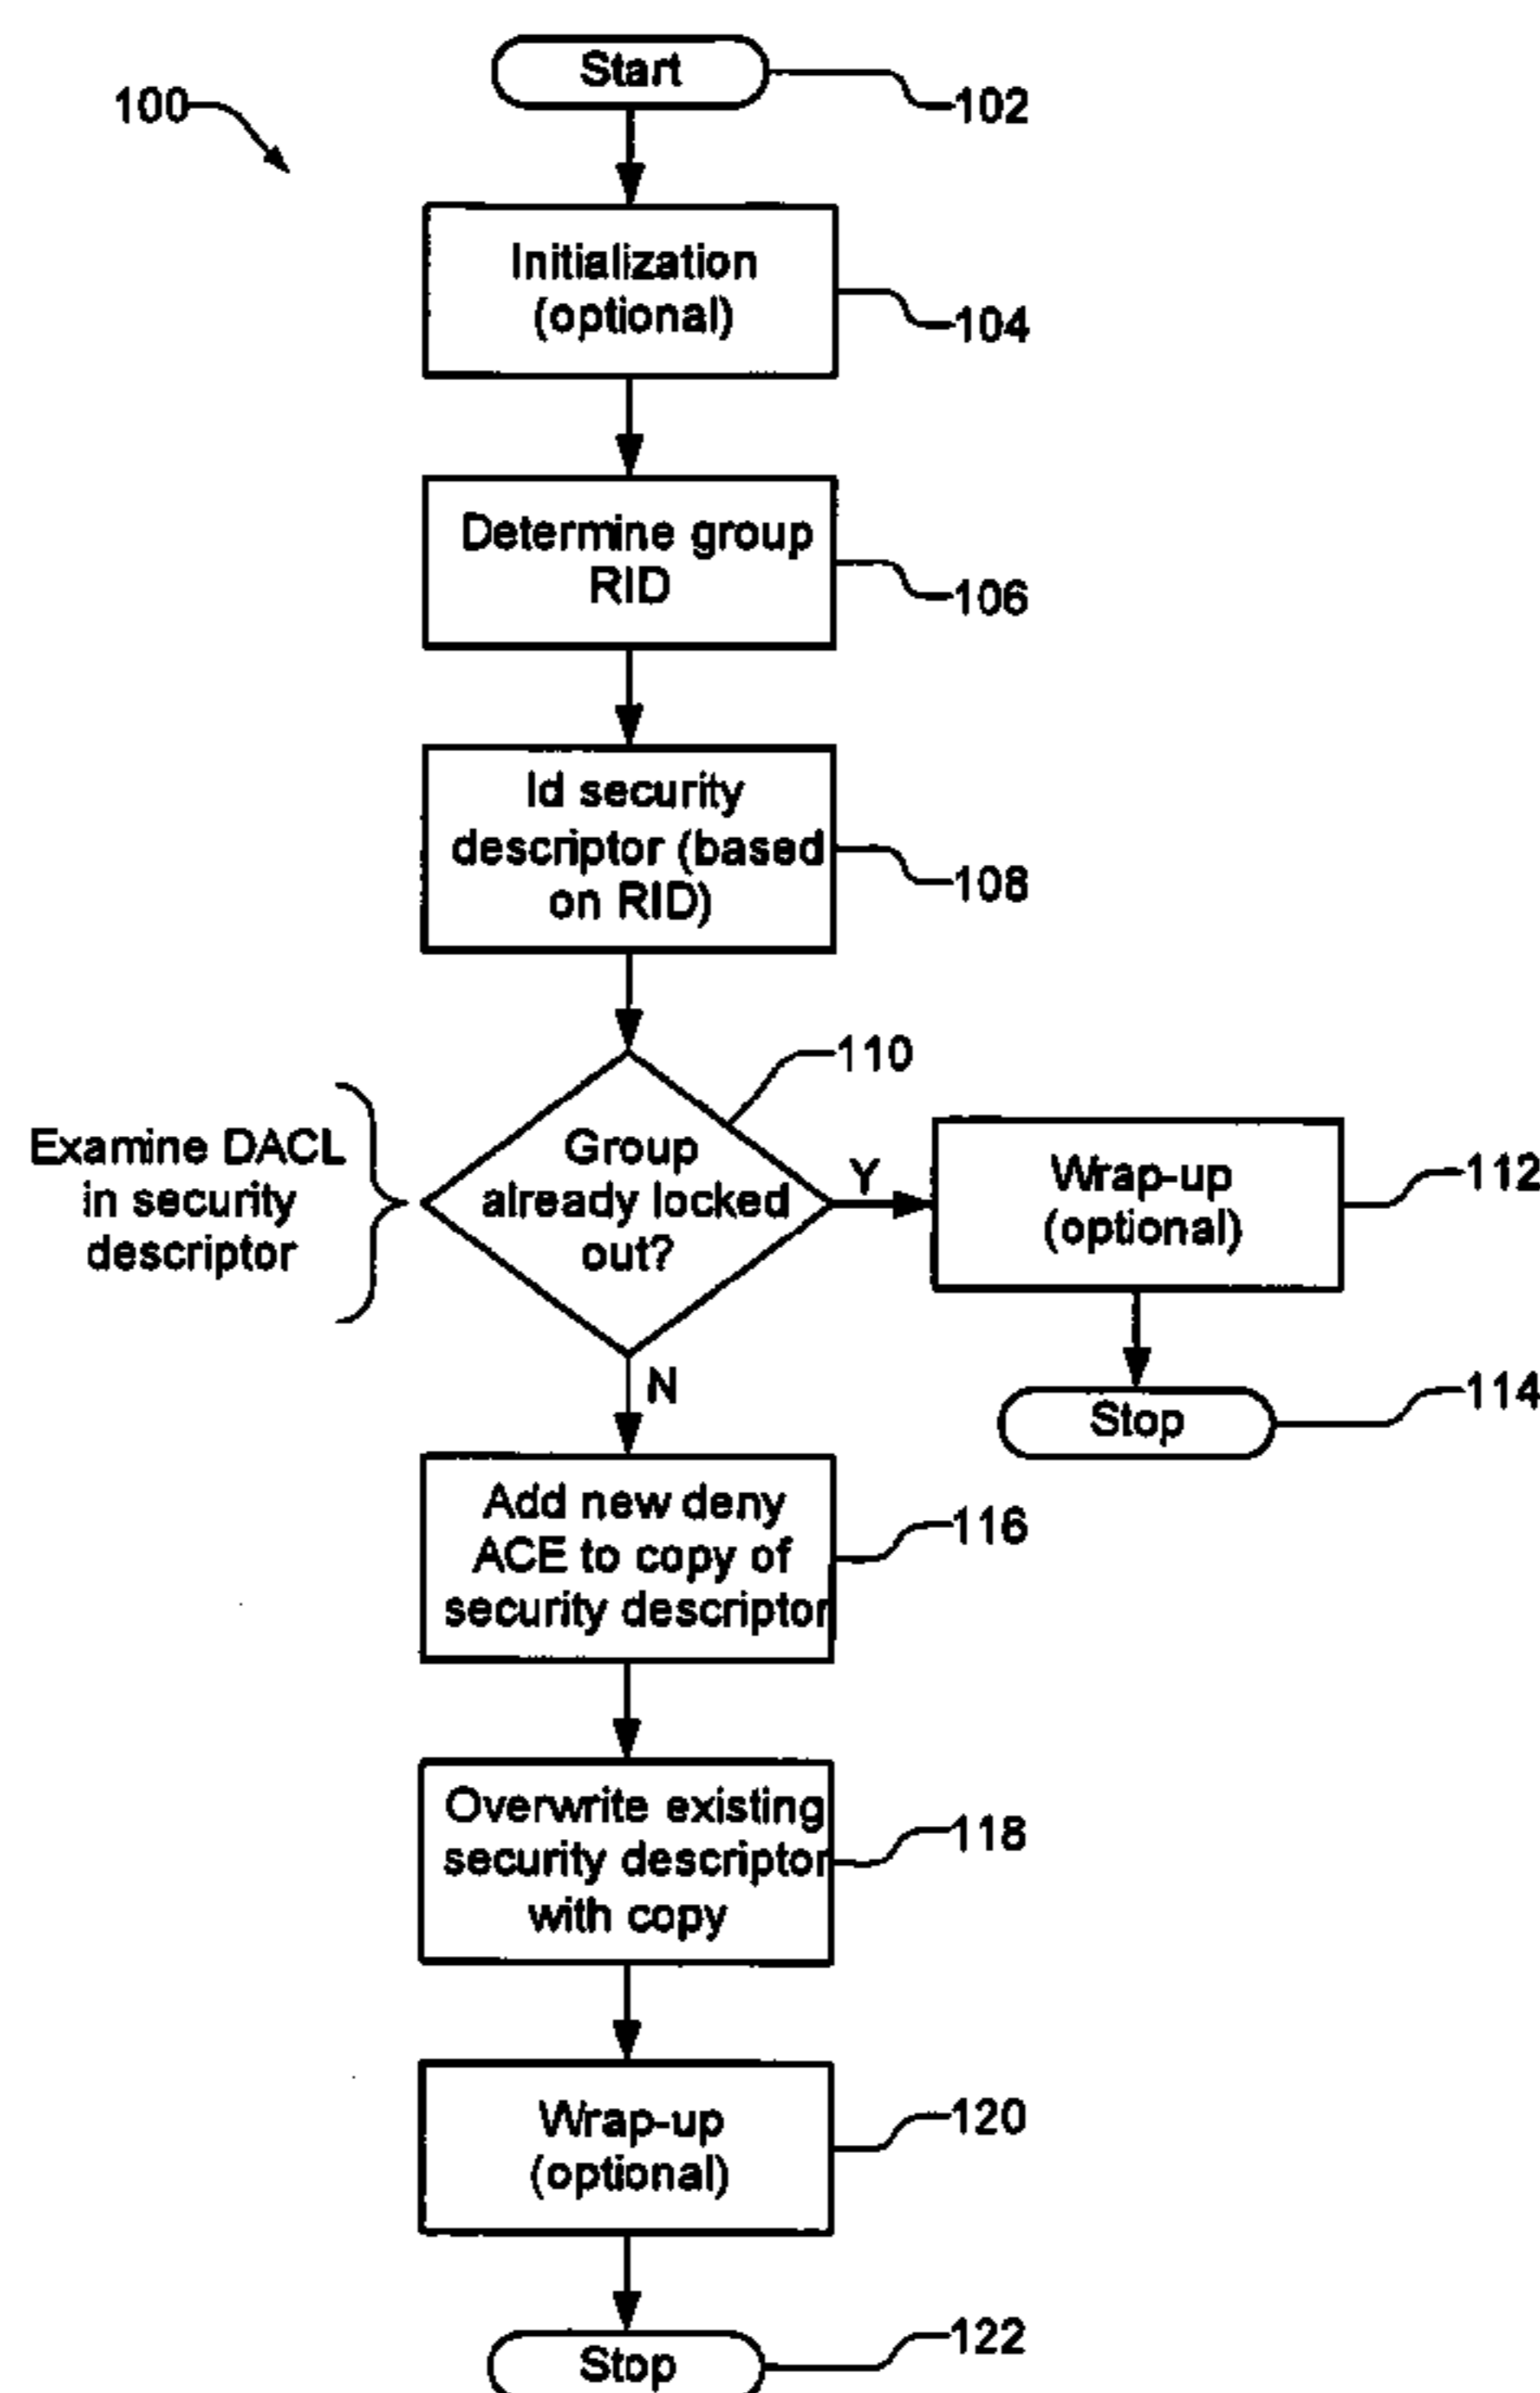 Start
100
102
Initialization
(optional)
104
Determine group
RID
106
Id security
descriptor (based
on RID)
108
110
Examine DACL
in security
descriptor
Group
already locked
out?
Y
Wrap-up
(optional)
112
N
Stop
114
Add new deny
ACE to copy of
security descriptor
116
Overwrite existing
security descriptor
with copy
118
Wrap-up
(optional)
120
Stop
122